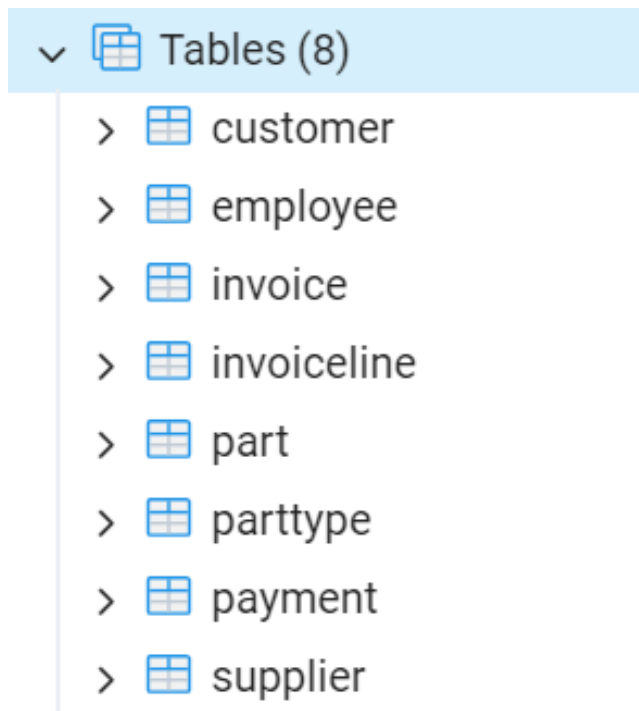 Tables (8)
customer
employee
invoice
invoiceline
part
parttype
payment
supplier